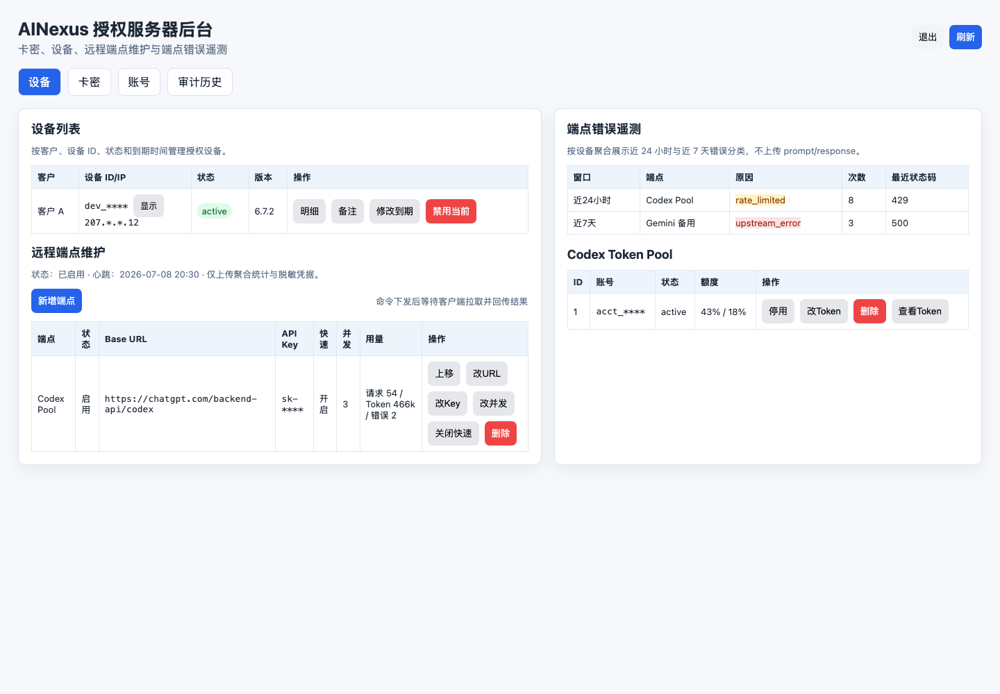 AINexus 授权服务器后台
卡密、设备、远程端点维护与端点错误遥测
退出
刷新
设备
卡密
账号
审计历史
设备列表
按客户、设备 ID、状态和到期时间管理授权设备。
客户 设备 ID/IP 状态 版本 操作
客户 A dev_**** 显示 active 6.7.2 明细 备注 修改到期 禁用当前
207.*.*.12
远程端点维护
状态：已启用 · 心跳：2026-07-08 20:30 · 仅上传聚合统计与脱敏凭据。
新增端点 命令下发后等待客户端拉取并回传结果
端点 状态 Base URL API Key 快速 并发 用量 操作
Codex
Pool
启
用
https://chatgpt.com/backend-
api/codex
sk-
****
开
启
3
请求 54 /
Token 466k
/ 错误 2
上移 改URL
改Key 改并发
关闭快速 删除
端点错误遥测
按设备聚合展示近 24 小时与近 7 天错误分类，不上传 prompt/response。
窗口 端点 原因 次数 最近状态码
近24小时 Codex Pool rate_limited 8 429
近7天 Gemini 备用 upstream_error 3 500
Codex Token Pool
ID 账号 状态 额度 操作
1 acct_**** active 43% / 18% 停用 改Token 删除 查看Token